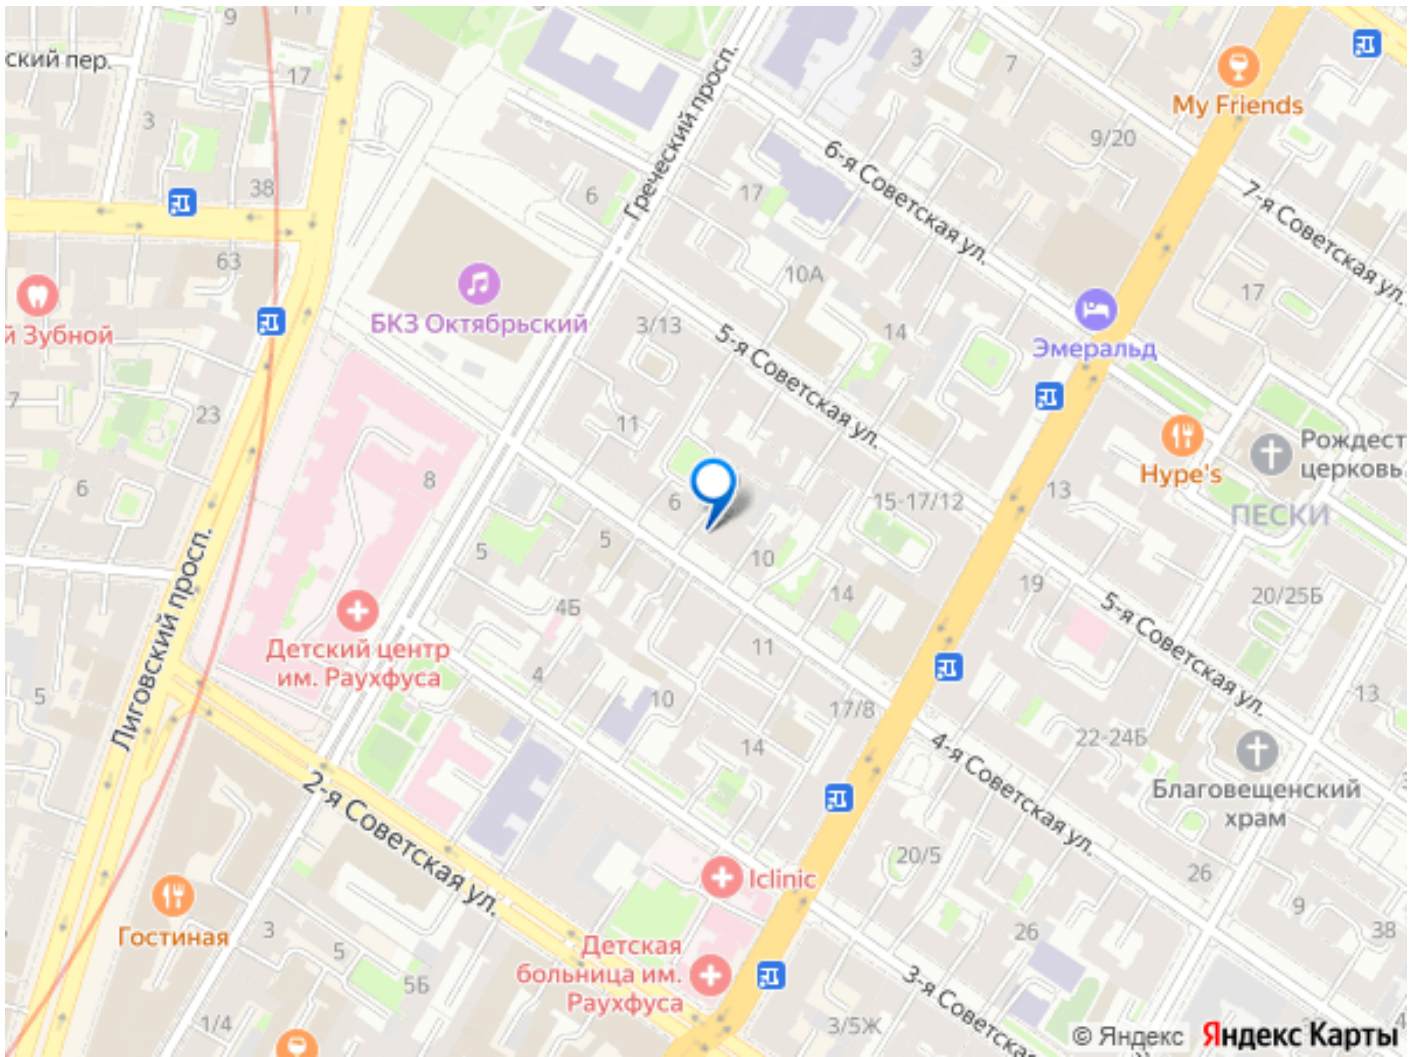 9
ский пер.
17
3
7
My Friends
3
9/20
Греческий просп.
6-я Советская ул.
7-я Советская ул.
38
6
17
63
10А
17
й Зубной
БКЗ Октябрьский
3/13
14
5-я Советская ул.
Эмеральд
7
23
11
Рождест
церковь
Hype's
6
8
6
15-17/12
13
ПЕСКИ
5
5
10
14
19
20/25Б
4Б
5-я Советская ул.
Детский центр
им. Раухфуса
11
4
10
17/8
13
5
Лиговский просп.
14
22-24Б
4-я Советская ул.
Благовещенский
храм
2-я Советская ул.
20/5
26
Iclinic
9
38
Гостиная
3
5
5Б
26
Детская
больница им.
Раухфуса
3-я Советская
1/4
3/5Ж
© Яндекс Яндекс Карты